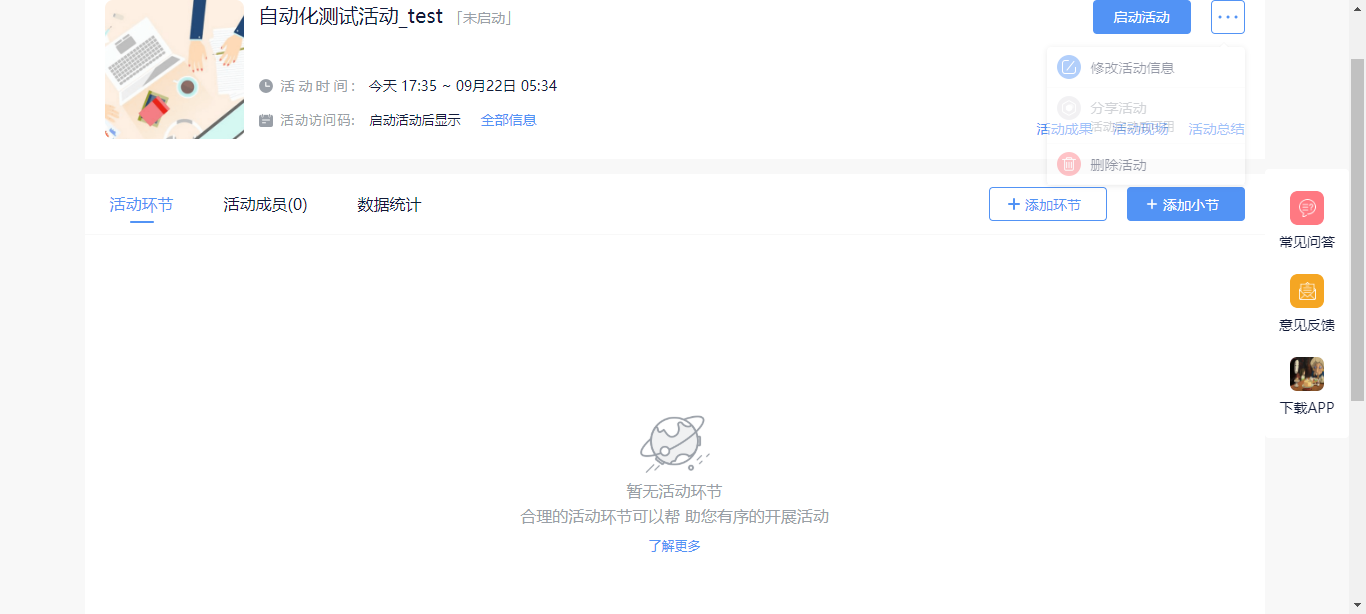 自动化测试活动_test 「未启动」
启动活动
修改活动信息
活动时间： 今天 17:35 ~ 09月22日 05:34
分享活动
活动访问码: 启动活动后显示 全部信息
活动成果 活动现场 活动总结
删除活动
活动环节 活动成员(0) 数据统计
+ 添加环节 + 添加小节
常见问答
意见反馈
下载APP
暂无活动环节
合理的活动环节可以帮 助您有序的开展活动
了解更多